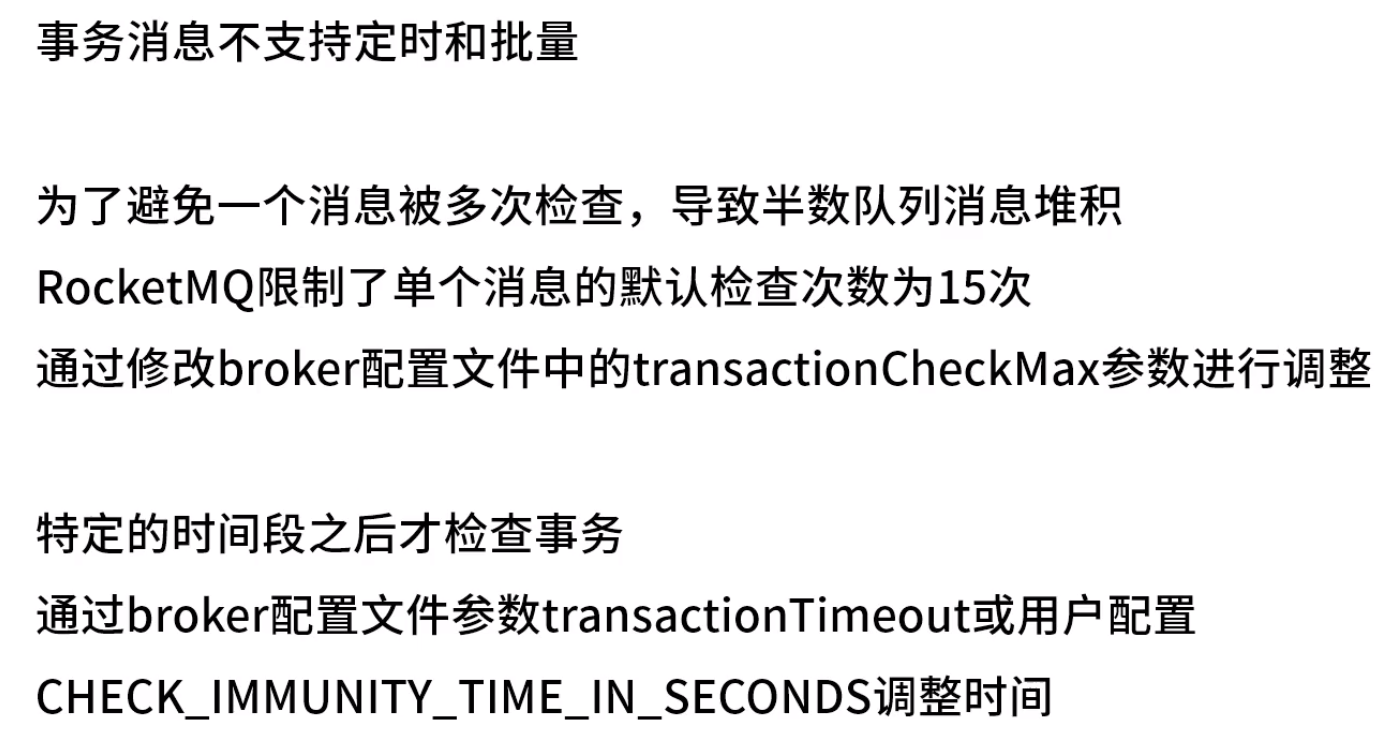 事务消息不支持定时和批量
为了避免一个消息被多次检查，导致半数队列消息堆积
RocketMQ限制了单个消息的默认检查次数为15次
通过修改broker配置文件中的transactionCheckMax参数进行调整
特定的时间段之后才检查事务
通过broker配置文件参数transactionTimeout或用户配置
CHECK_IMMUNITY_TIME_IN_SECONDS调整时间